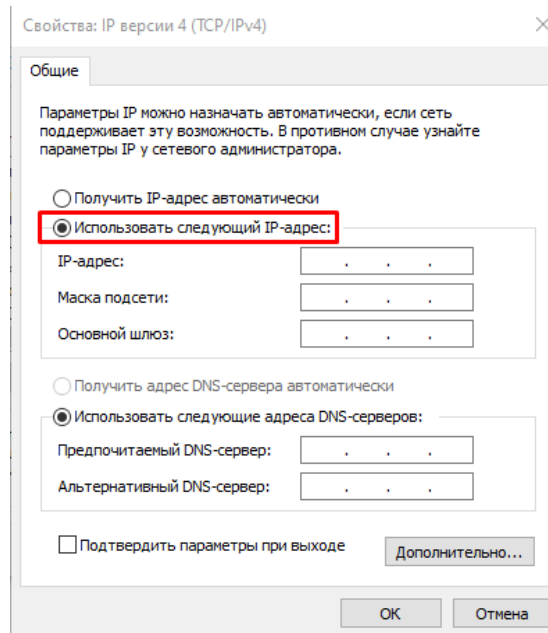 Свойства: IP версии 4 (TCP/IPv4)
Общие
Параметры IP можно назначать автоматически, если сеть
поддерживает эту возможность. В противном случае узнайте
параметры IP у сетевого администратора.
Получить IP-адрес автоматически
Использовать следующий IP-адрес:
IP-адрес:
Маска подсети:
Основной шлюз:
Получить адрес DNS-сервера автоматически
Использовать следующие адреса DNS-серверов:
Предпочитаемый DNS-сервер:
Альтернативный DNS-сервер:
Подтвердить параметры при выходе
Дополнительно...
ОК
Отмена